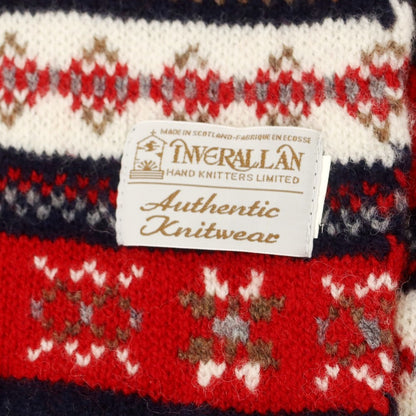 MADE IN SCOTLAND-FABRIQUE EN ECOSSE
INVERALLAN
HAND KNITTERS LIMITED
Authentic
Knitwear